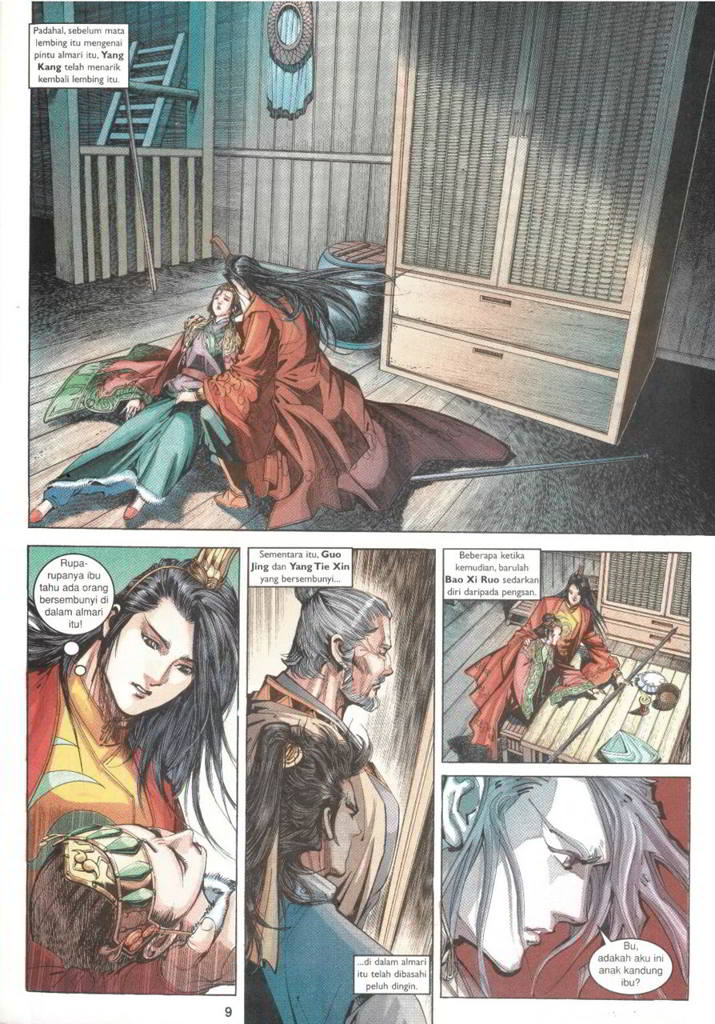 Padahal, sebelum mata
lembing itu mengenai
pintu almari itu, Yang
Kang telah menarik
kembali lembing itu.
Rupa-
rupanya ibu
tahu ada orang
bersembunyi di
dalam almari
itu!
Sementara itu, Guo
Jing dan Yang Tie Xin
yang bersembunyi...
...di dalam almari
itu telah dibasahi
peluh dingin.
Beberapa ketika
kemudian, barulah
Bao Xi Ruo sedarkan
diri daripada pengsan.
Bu,
adakah aku ini
anak kandung
ibu?
9